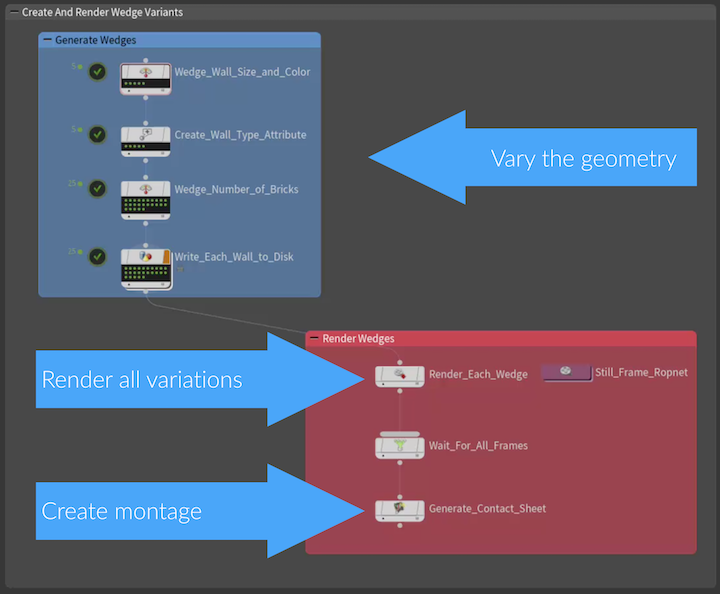 Create And Render Wedge Variants
Generate Wedges
5
Wedge_Wall_Size_and_Color
5
Create_Wall_Type_Attribute
Vary the geometry
25
Wedge_Number_of_Bricks
25
Write_Each_Wall_to_Disk
Render Wedges
Render all variations
Render_Each_Wedge
Still_Frame_Ropnet
Wait_For_All_Frames
Create montage
Generate_Contact_Sheet